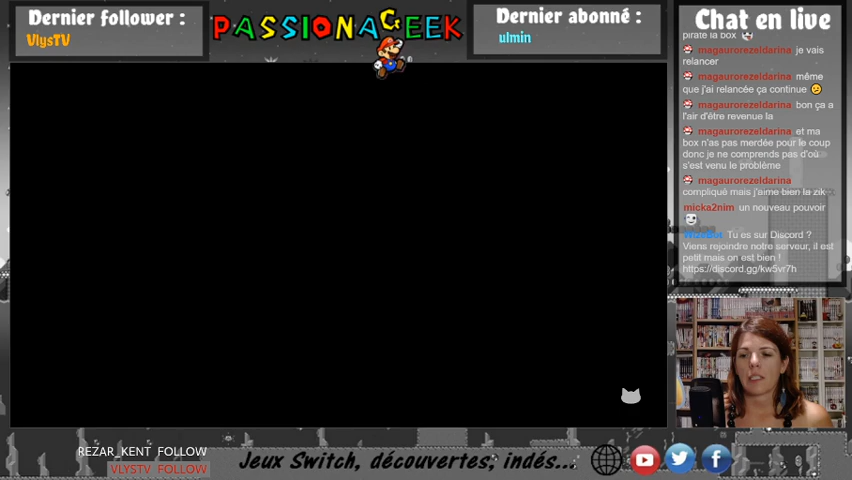 Dernier follower :
VlysTV
PASSIONAGEEK
Dernier abonné :
ulmin
Chat en live
pirate la box
magaurorezeldarina je vais
relancer
magaurorezeldarina même
que j'ai relancée ça continue
magaurorezeldarina bon ça a
l'air d'être revenue la
magaurorezeldarina et ma
box n'as pas merdée pour le coup
donc je ne comprends pas d'où
s'est venu le problème
magaurorezeldarina
compliqué mais j'aime bien la zik
micka2nim un nouveau pouvoir
WizeBot Tu es sur Discord ?
Viens rejoindre notre serveur, il est
petit mais on est bien !
https://discord.gg/kw5vr7h
REZAR_KENT FOLLOW
VLYSTV FOLLOW
Jeux Switch, découvertes, indés...